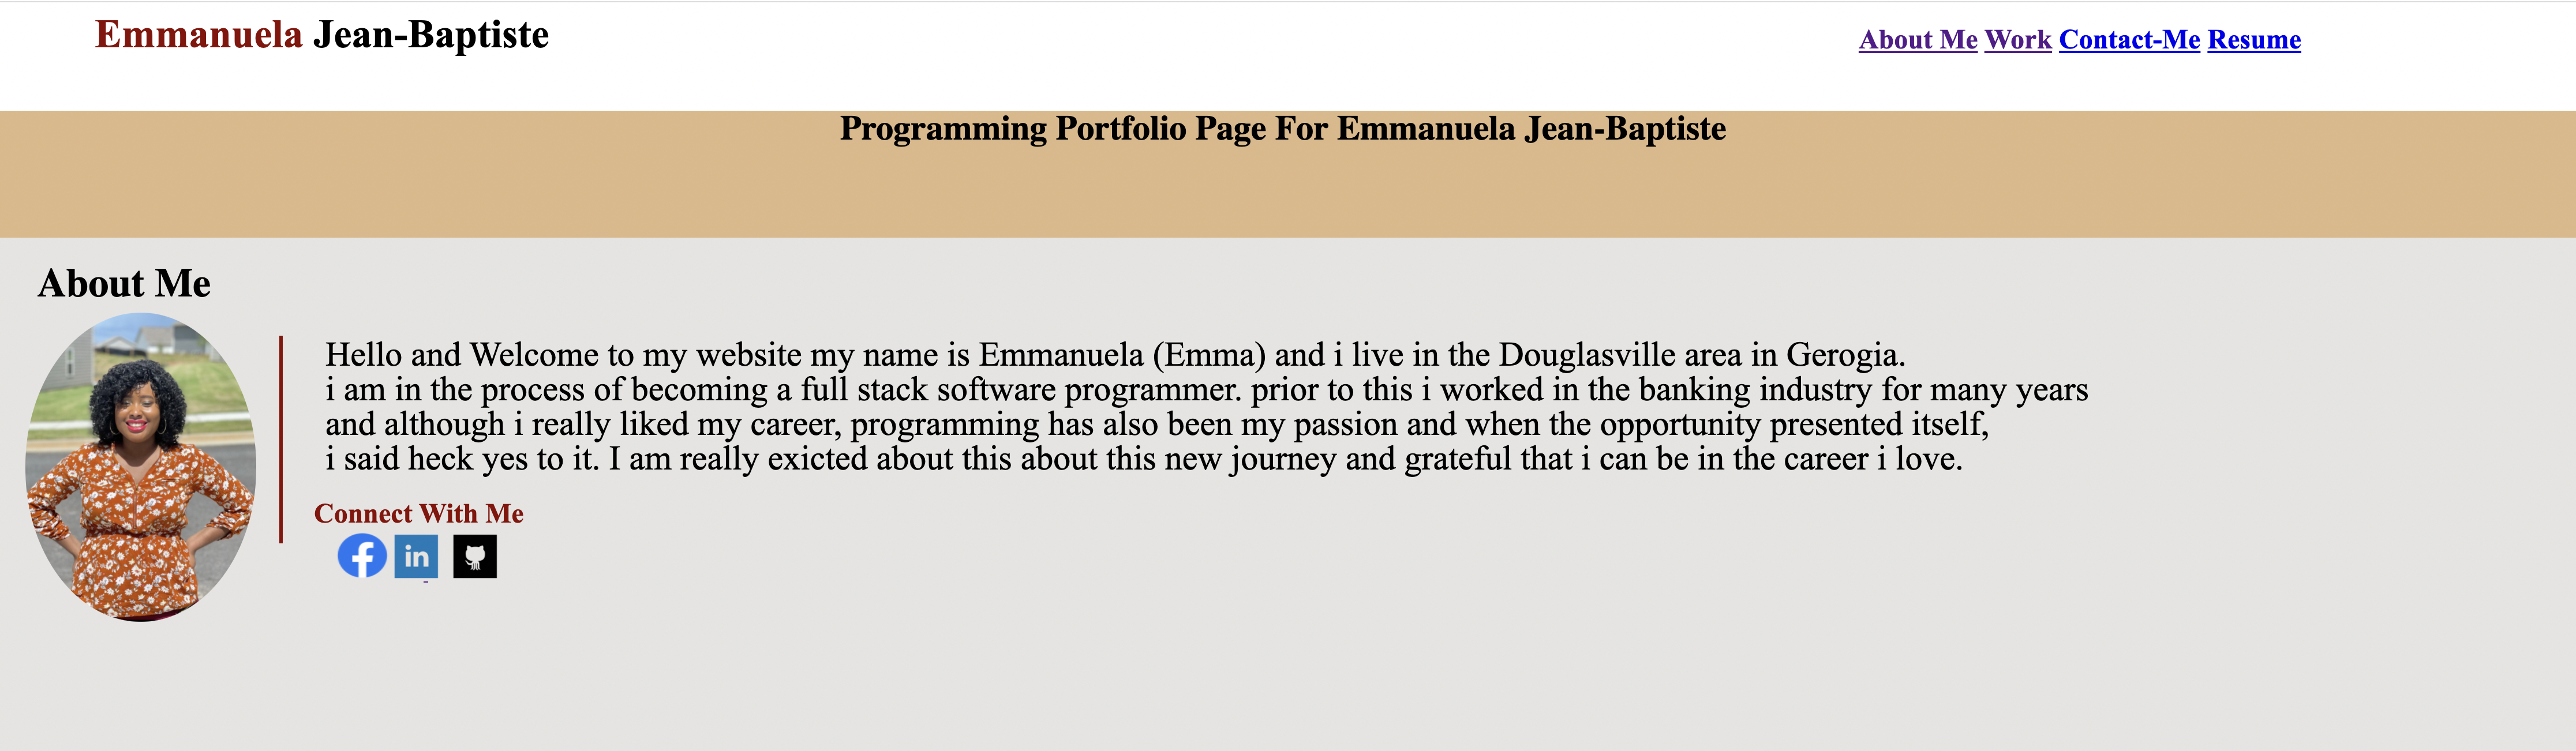 Emmanuela Jean-Baptiste
About Me Work Contact-Me Resume
Programming Portfolio Page For Emmanuela Jean-Baptiste
About Me
Hello and Welcome to my website my name is Emmanuela (Emma) and i live in the Douglasville area in Gerogia.
i am in the process of becoming a full stack software programmer. prior to this i worked in the banking industry for many years
and although i really liked my career, programming has also been my passion and when the opportunity presented itself,
i said heck yes to it. I am really exicted about this about this new journey and grateful that i can be in the career i love.
Connect With Me
f in